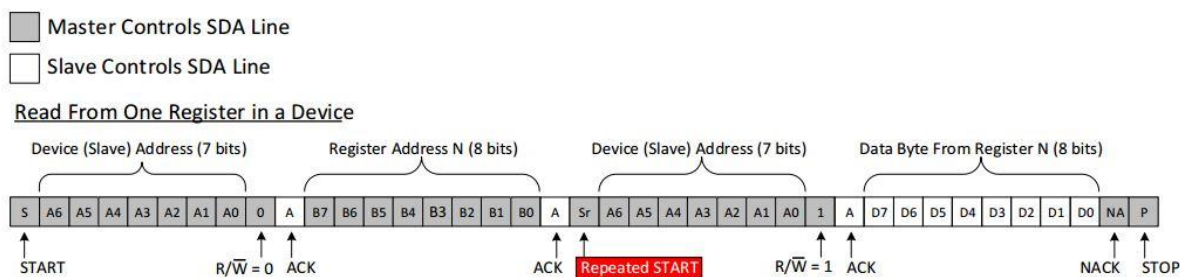 Master Controls SDA Line
Slave Controls SDA Line
Read From One Register in a Device
Device (Slave) Address (7 bits) Register Address N (8 bits) Device (Slave) Address (7 bits) Data Byte From Register N (8 bits)
S A6 A5 A4 A3 A2 A1 A0 0 A B7 B6 B5 B4 B3 B2 B1 B0 A Sr A6 A5 A4 A3 A2 A1 A0 1 A D7 D6 D5 D4 D3 D2 D1 D0 NA P
START R/W̅ = 0 ACK ACK Repeated START R/W̅ = 1 ACK NACK STOP